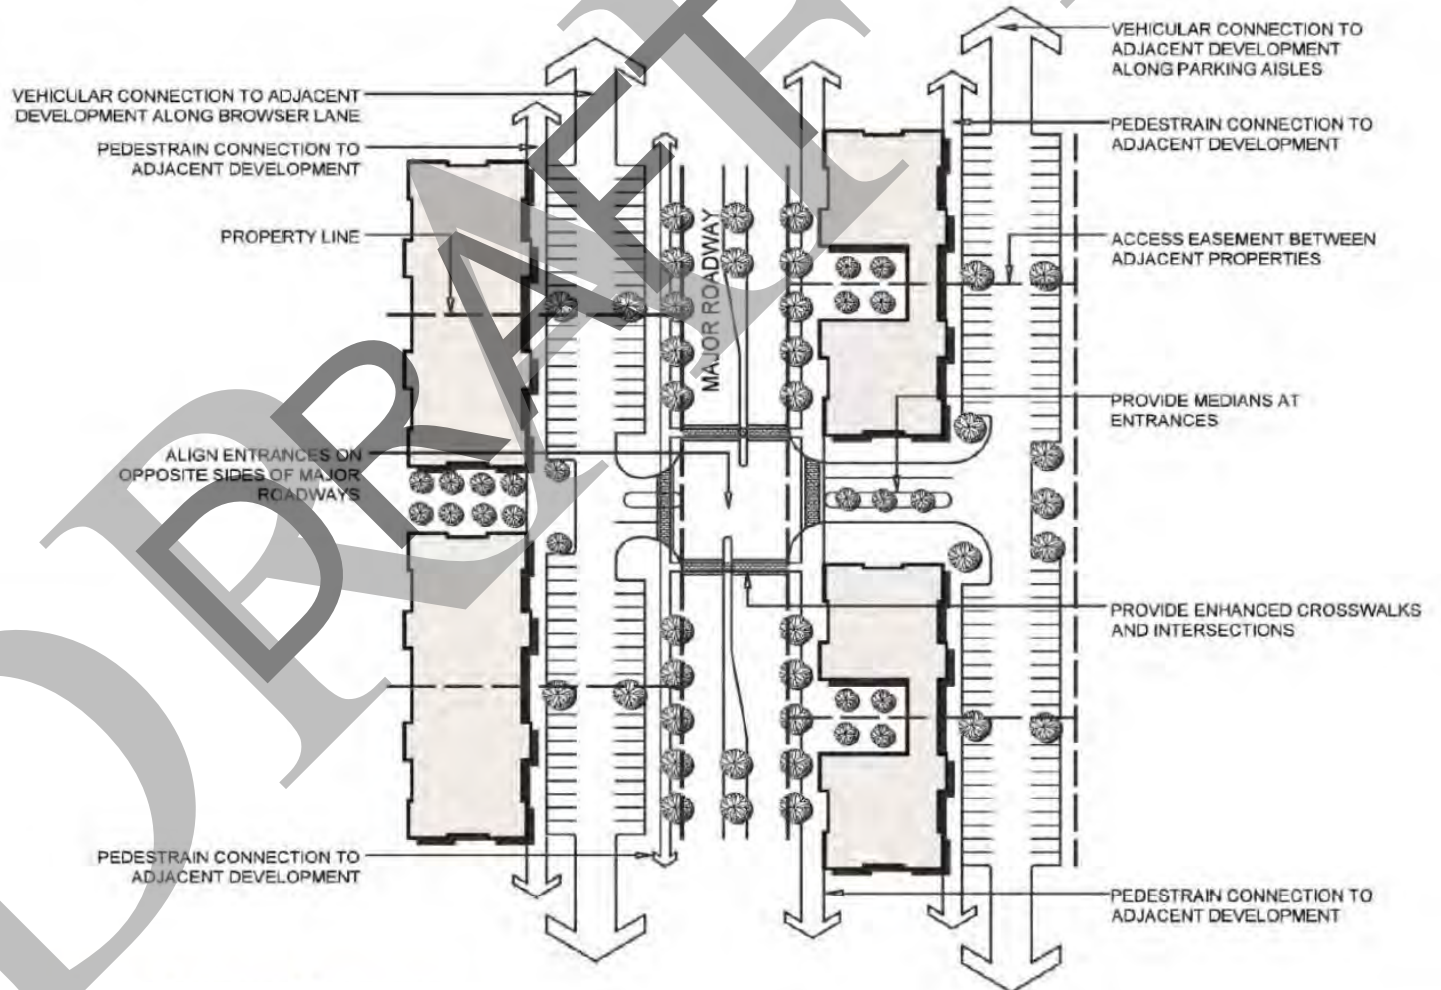 VEHICULAR CONNECTION TO ADJACENT
DEVELOPMENT ALONG BROWSER LANE
PEDESTRAIN CONNECTION TO
ADJACENT DEVELOPMENT
PROPERTY LINE
ALIGN ENTRANCES ON
OPPOSITE SIDES OF MAJOR
ROADWAYS
PEDESTRAIN CONNECTION TO
ADJACENT DEVELOPMENT
MAJOR ROADWAY
VEHICULAR CONNECTION TO
ADJACENT DEVELOPMENT
ALONG PARKING AISLES
PEDESTRAIN CONNECTION TO
ADJACENT DEVELOPMENT
ACCESS EASEMENT BETWEEN
ADJACENT PROPERTIES
PROVIDE MEDIANS AT
ENTRANCES
PROVIDE ENHANCED CROSSWALKS
AND INTERSECTIONS
PEDESTRAIN CONNECTION TO
ADJACENT DEVELOPMENT
DRAFT